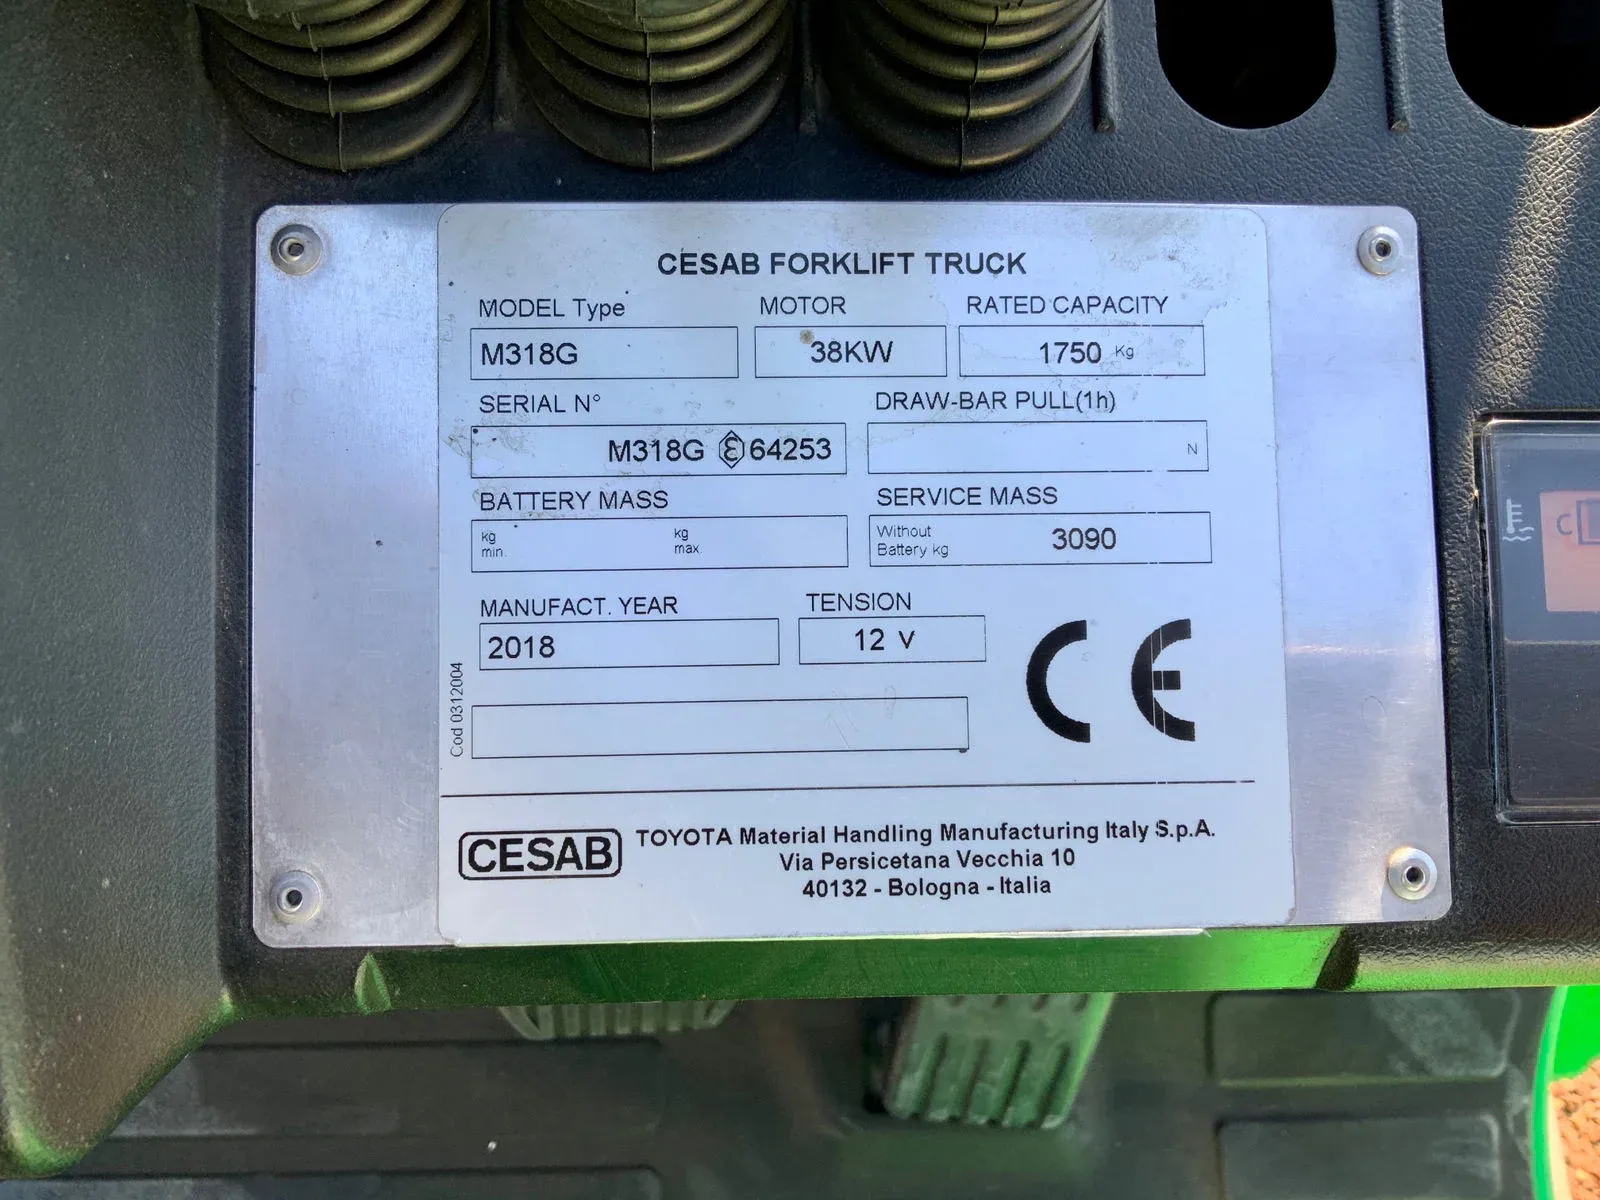 CESAB FORKLIFT TRUCK
MODEL Type MOTOR RATED CAPACITY
M318G 38KW 1750 Kg
SERIAL N° DRAW-BAR PULL(1h)
M318G ε 64253 N
BATTERY MASS SERVICE MASS
kg min. kg max. Without Battery kg 3090
MANUFACT. YEAR TENSION
2018 12 V
CE
Cod 0312004
CESAB
TOYOTA Material Handling Manufacturing Italy S.p.A.
Via Persicetana Vecchia 10
40132 - Bologna - Italia
C